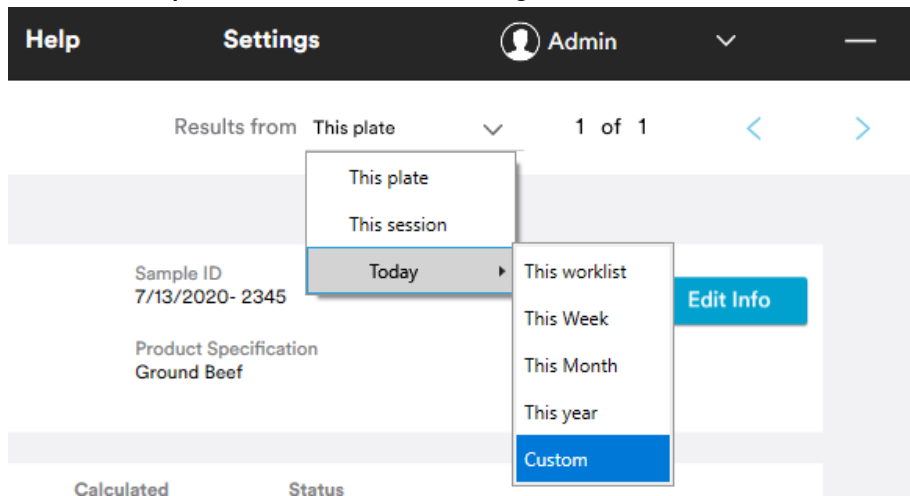 Help Settings Admin
Results from This plate 1 of 1 < >
This plate
This session
Today
This worklist
This Week
This Month
This year
Custom
Sample ID
7/13/2020- 2345
Edit Info
Product Specification
Ground Beef
Calculated Status